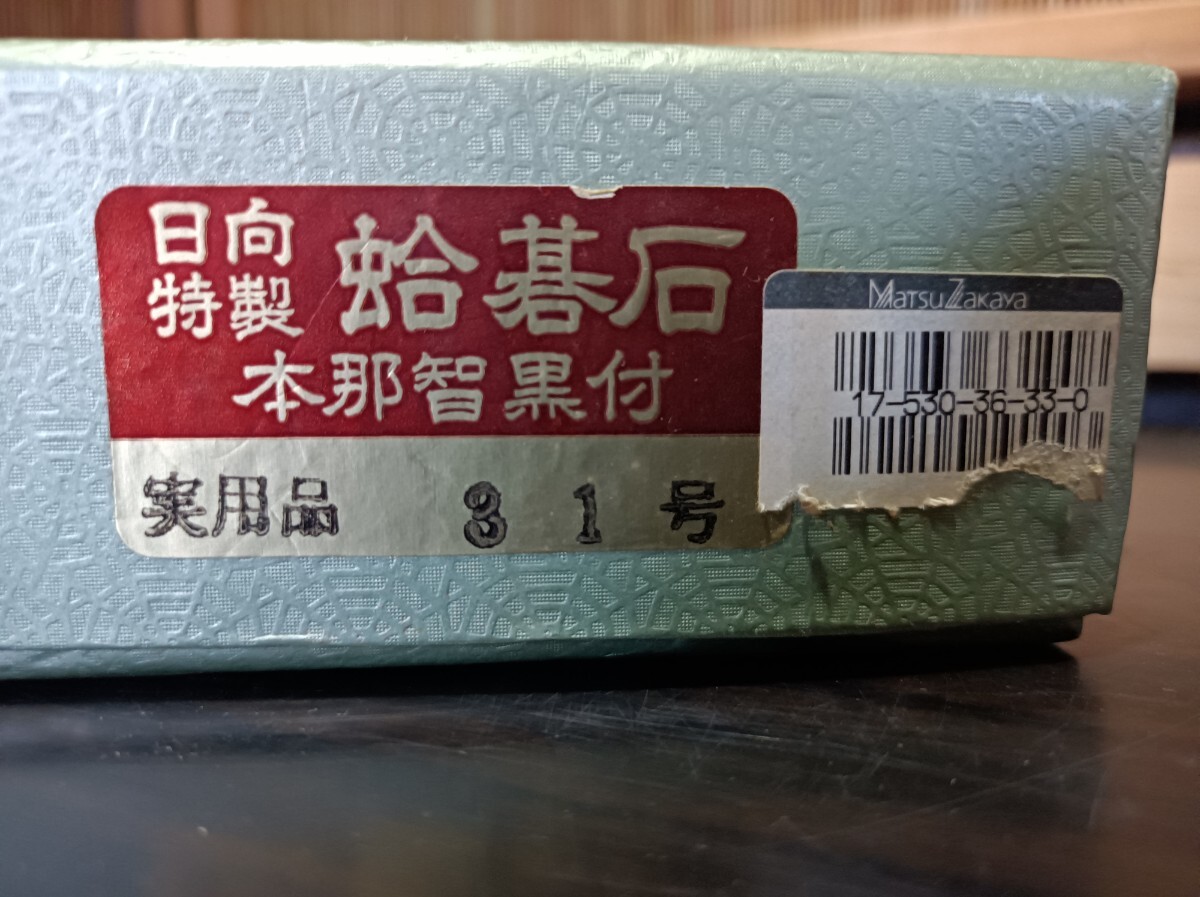 日向
特製
蛤碁石
本那智黒付
実用品 31号
MatsuZakaya
17-530-36-33-0